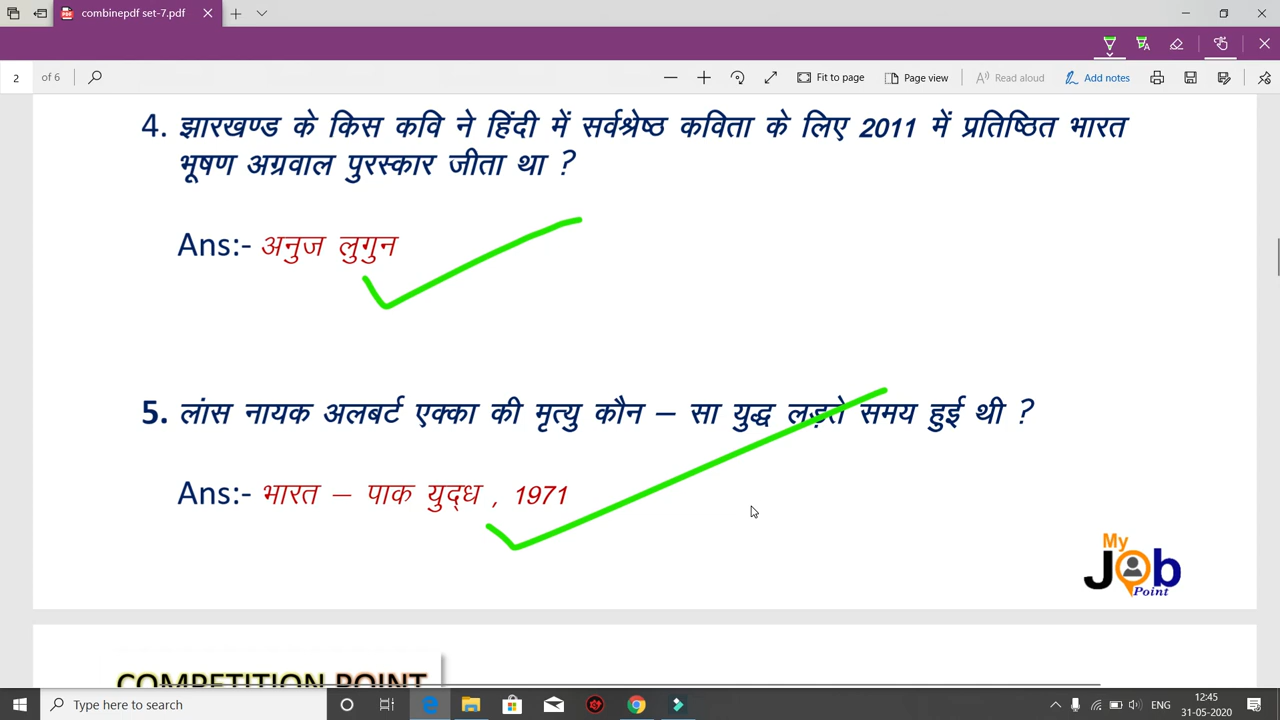 combinepdf set-7.pdf
2 of 6
Fit to page
Page view
Read aloud
Add notes
4. झारखण्ड के किस कवि ने हिंदी में सर्वश्रेष्ठ कविता के लिए 2011 में प्रतिष्ठित भारत
भूषण अग्रवाल पुरस्कार जीता था ?
Ans:- अनुज लुगुन
5. लांस नायक अलबर्ट एक्का की मृत्यु कौन – सा युद्ध लड़ते समय हुई थी ?
Ans:- भारत – पाक युद्ध , 1971
My
Job
Point
COMPETITION POINT
Type here to search
ENG
12:45
31-05-2020